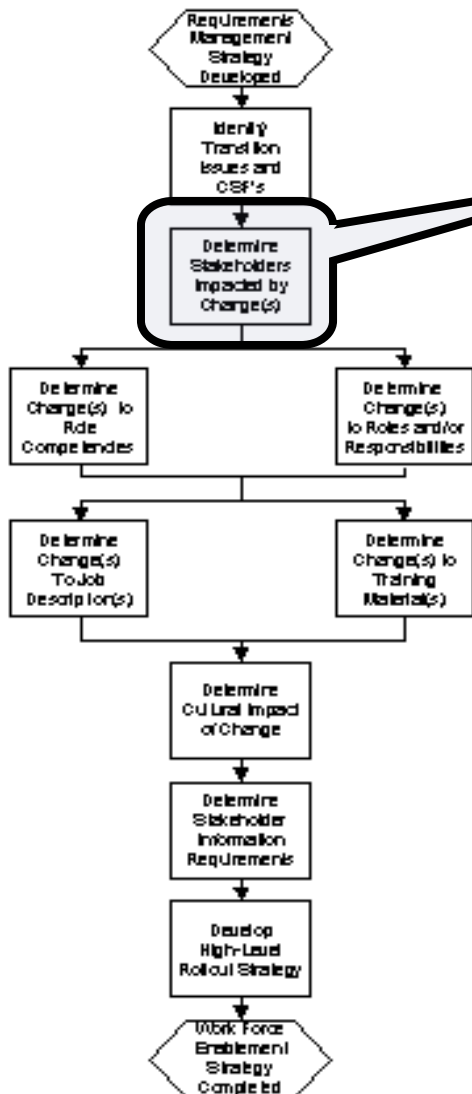 Requirements
Management
Strategy
Developed
Identify
Transition
Issues and
CSF's
Determine
Stakeholders
Impacted by
Change(s)
Determine
Change(s) to
Role
Competencies
Determine
Change(s)
to Roles and/or
Responsibilities
Determine
Change(s)
To Job
Description(s)
Determine
Change(s) to
Training
Material(s)
Determine
Cultural Impact
of Change
Determine
Stakeholder
Information
Requirements
Develop
High-Level
Rollout Strategy
Work Force
Enablement
Strategy
Completed